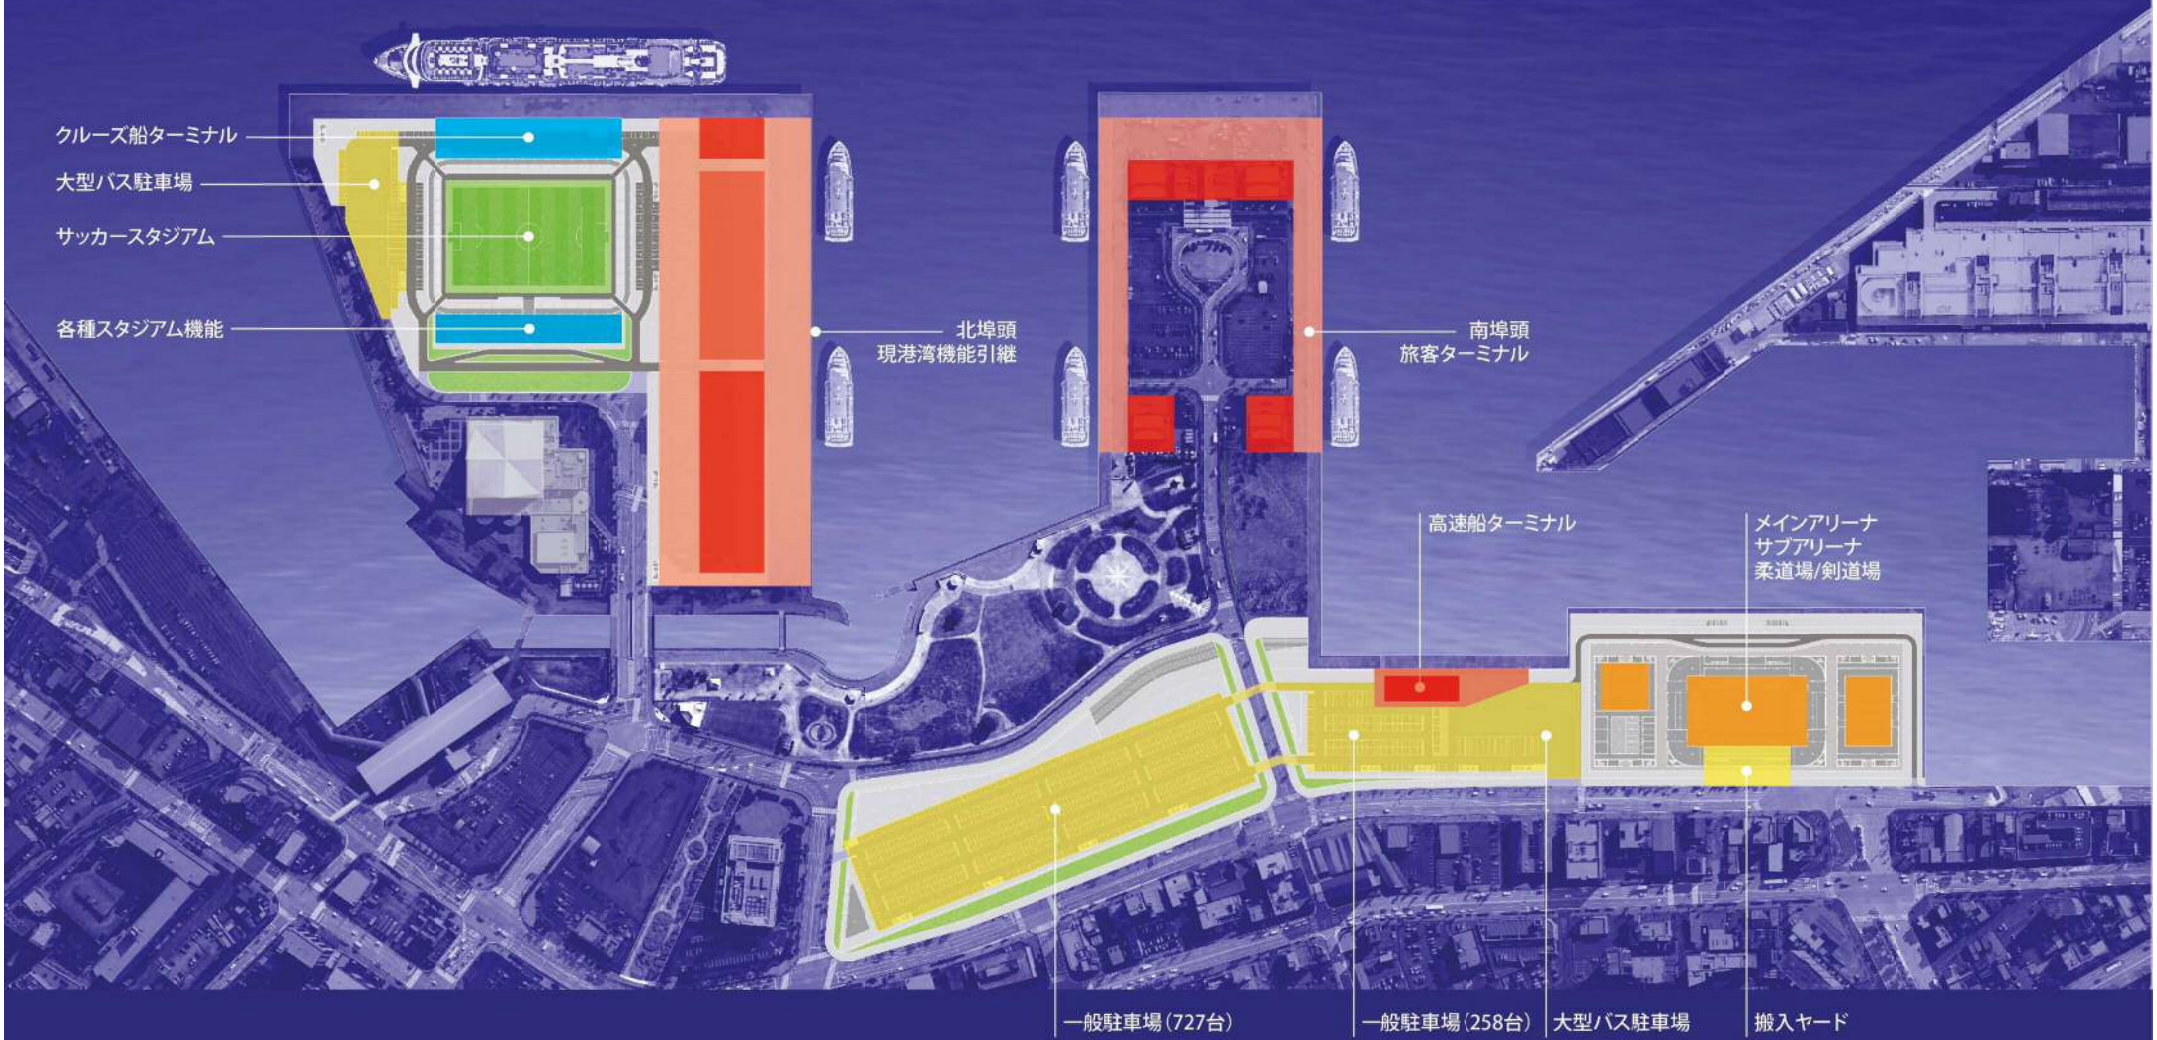 クルーズ船ターミナル
大型バス駐車場
サッカースタジアム
各種スタジアム機能
北埠頭
現港湾機能引継
南埠頭
旅客ターミナル
高速船ターミナル
メインアリーナ
サブアリーナ
柔道場/剣道場
一般駐車場(727台)
一般駐車場(258台)
大型バス駐車場
搬入ヤード